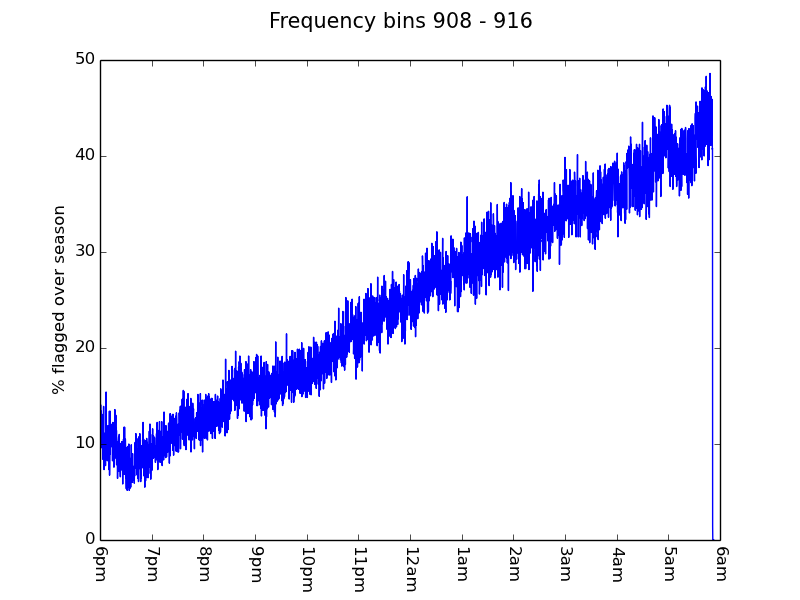 Frequency bins 908 - 916
% flagged over season
50
40
30
20
10
0
6pm
7pm
8pm
9pm
10pm
11pm
12am
1am
2am
3am
4am
5am
6am